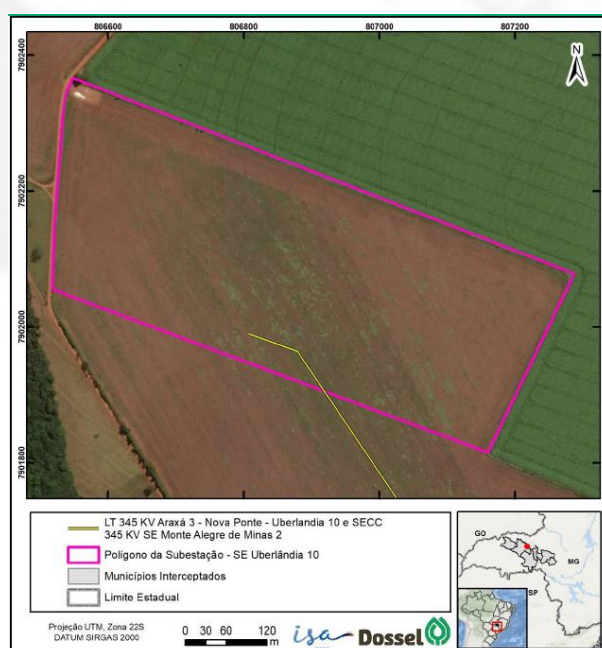 806600 806800 807000 807200
7902400
N
7902200
7902000
7901800
LT 345 KV Araxá 3 - Nova Ponte - Uberlandia 10 e SECC
345 KV SE Monte Alegre de Minas 2
Polígono da Subestação - SE Uberlândia 10
Municípios Interceptados
Limite Estadual
GO
MG
SP
Projeção UTM, Zona 22S
DATUM SIRGAS 2000
0 30 60 120
m
isa
Dossel